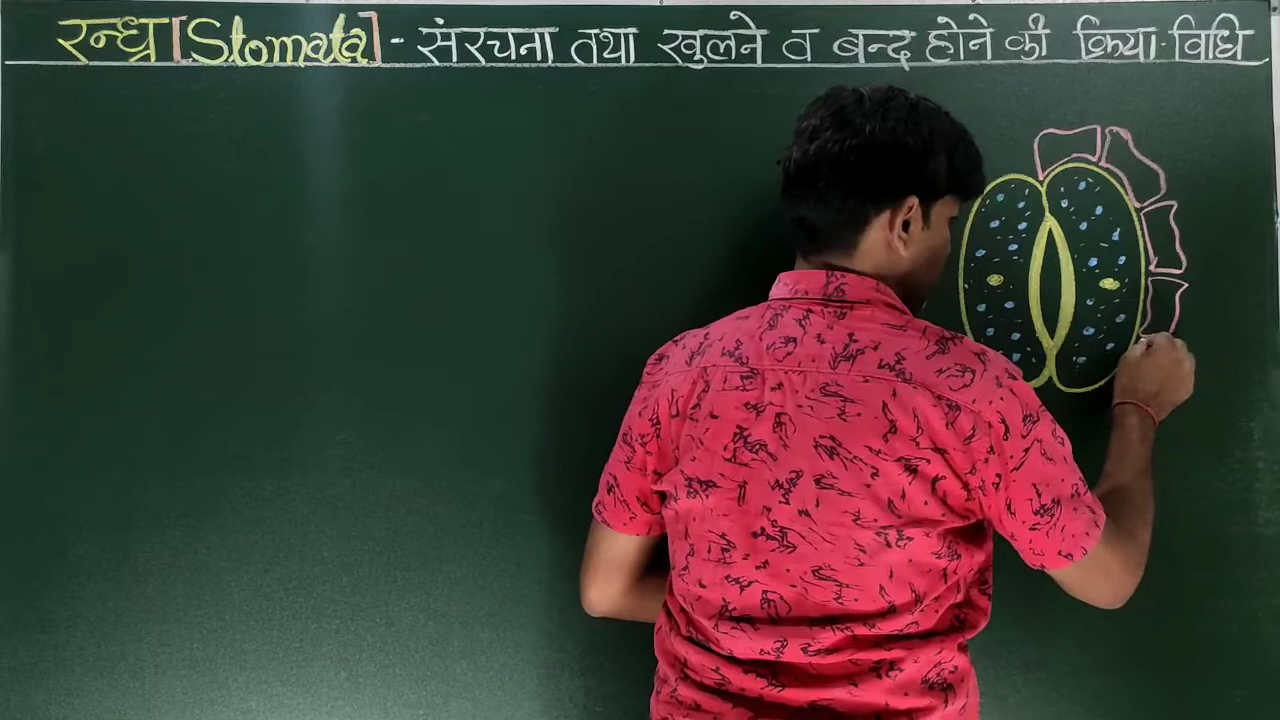 रन्ध्र [Stomata] - संरचना तथा खुलने व बन्द होने की क्रिया-विधि